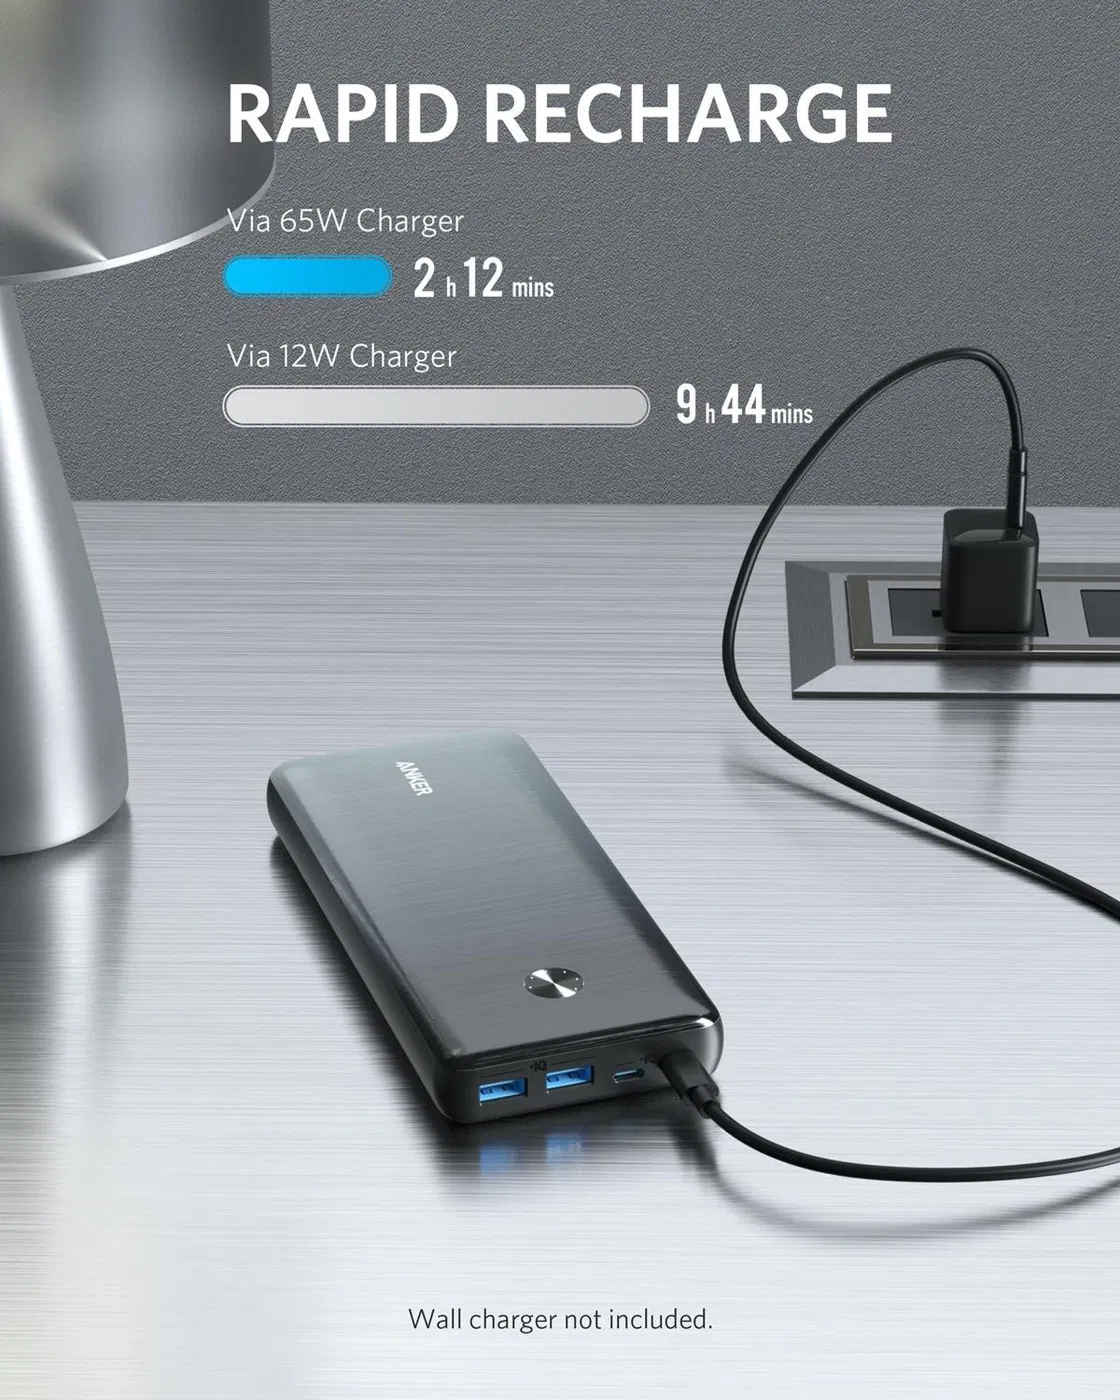 RAPID RECHARGE
Via 65W Charger
2 h 12 mins
Via 12W Charger
9 h 44 mins
ANKER
Wall charger not included.